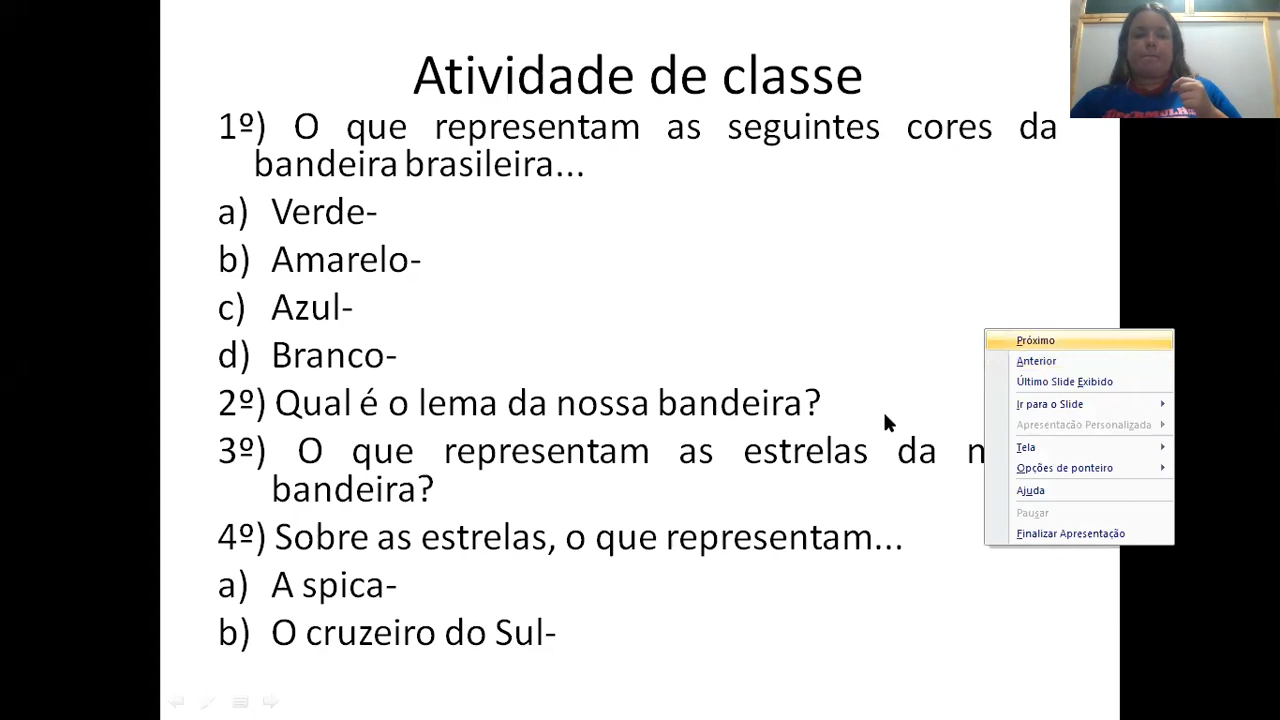 Atividade de classe
1º) O que representam as seguintes cores da
bandeira brasileira...
a) Verde-
b) Amarelo-
c) Azul-
d) Branco-
2º) Qual é o lema da nossa bandeira?
3º) O que representam as estrelas da
bandeira?
4º) Sobre as estrelas, o que representam...
a) A spica-
b) O cruzeiro do Sul-
Próximo
Anterior
Último Slide Exibido
Ir para o Slide
Apresentação Personalizada
Tela
Opções de ponteiro
Ajuda
Pausar
Finalizar Apresentação